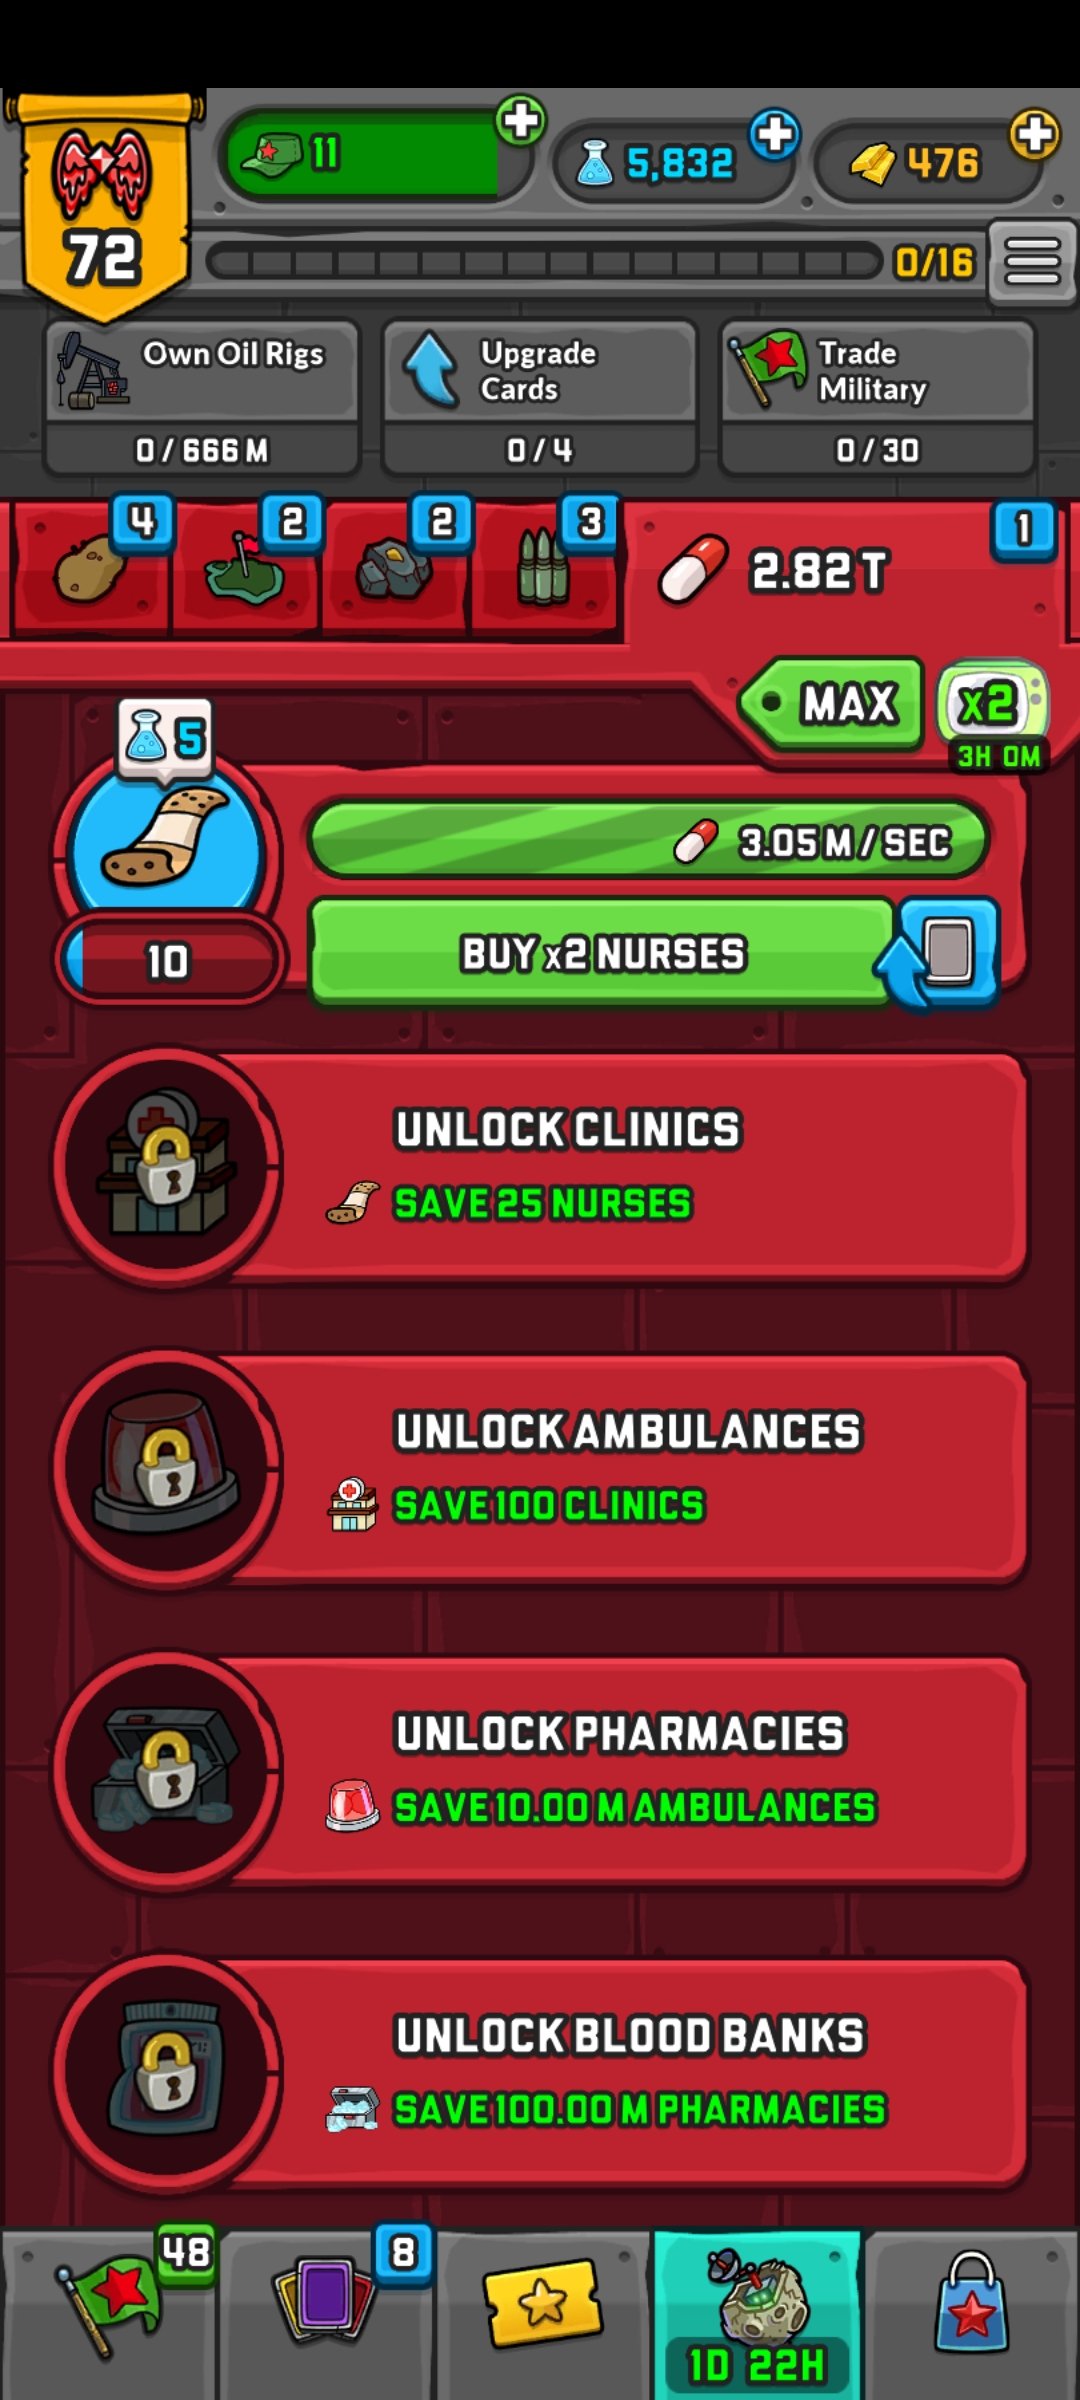 11
5,832
476
72
0/16
Own Oil Rigs
0 / 666 M
Upgrade
Cards
0 / 4
Trade
Military
0 / 30
4
2
2
3
2.82 T
1
MAX
x2
3H 0M
5
3.05 M / SEC
10
BUY x2 NURSES
UNLOCK CLINICS
SAVE 25 NURSES
UNLOCK AMBULANCES
SAVE 100 CLINICS
UNLOCK PHARMACIES
SAVE 10.00 M AMBULANCES
UNLOCK BLOOD BANKS
SAVE 100.00 M PHARMACIES
48
8
1D 22H